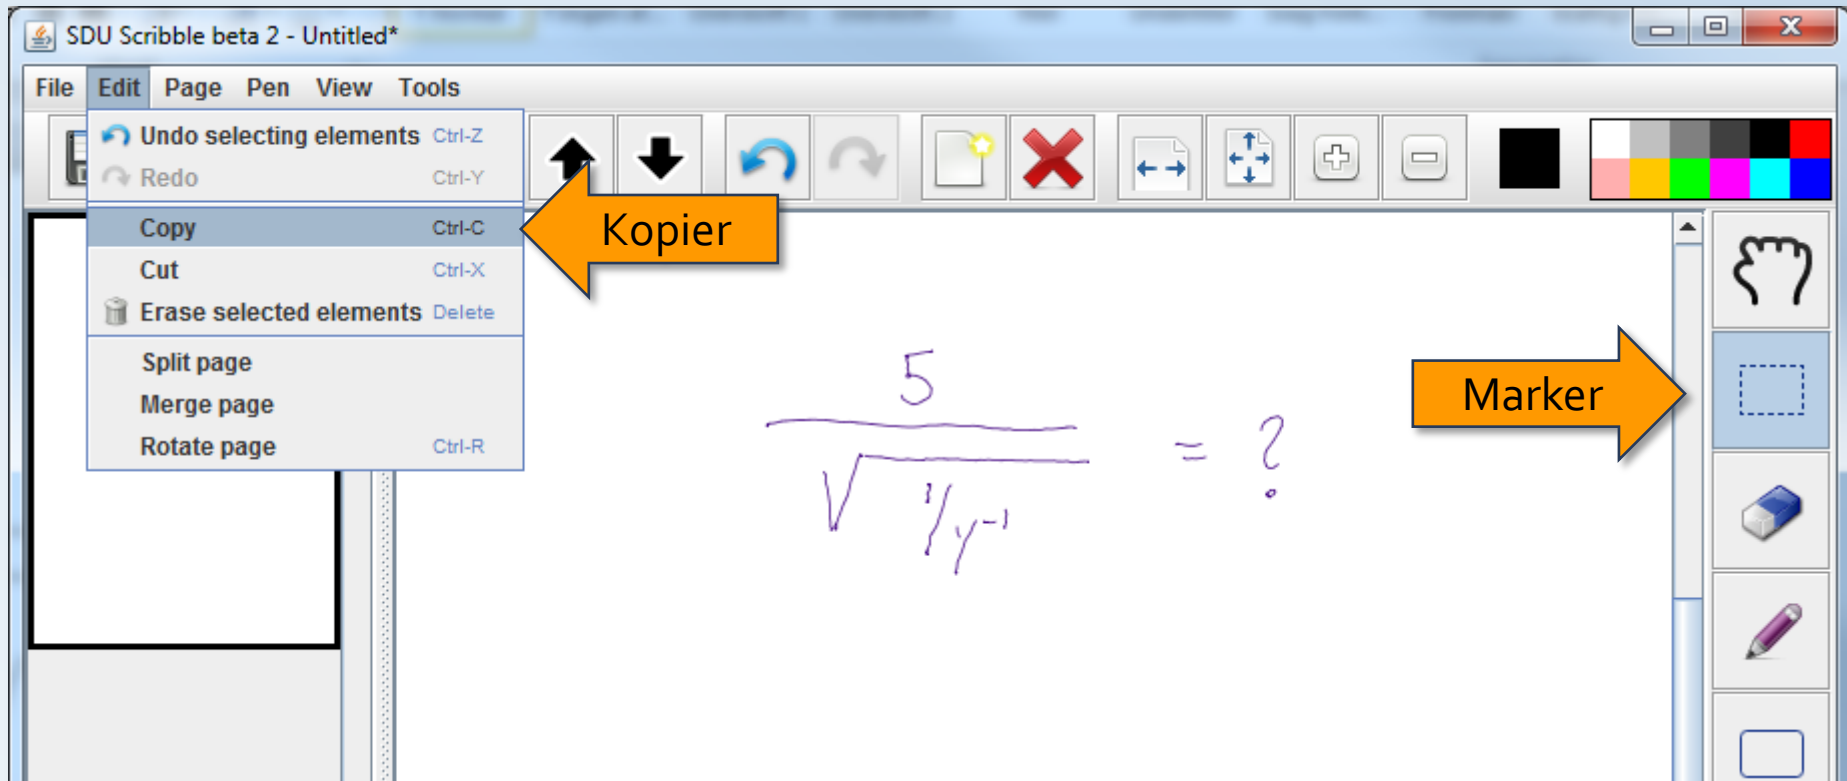 SDU Scribble beta 2 - Untitled*
File Edit Page Pen View Tools
Undo selecting elements Ctrl-Z
Redo Ctrl-Y
Copy Ctrl-C
Cut Ctrl-X
Erase selected elements Delete
Split page
Merge page
Rotate page Ctrl-R
Kopier
Marker
5
√ 1/y⁻¹ = ?